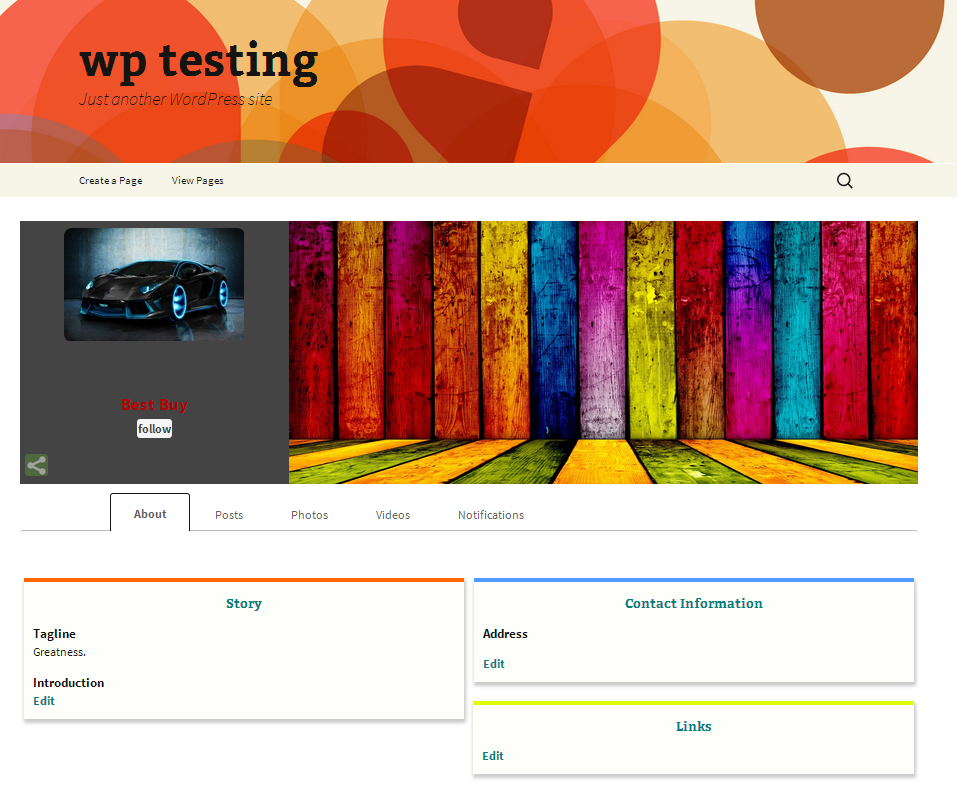 wp testing
Just another WordPress site
Create a Page
View Pages
Best Buy
follow
About
Posts
Photos
Videos
Notifications
Story
Tagline
Greatness.
Introduction
Edit
Contact Information
Address
Edit
Links
Edit